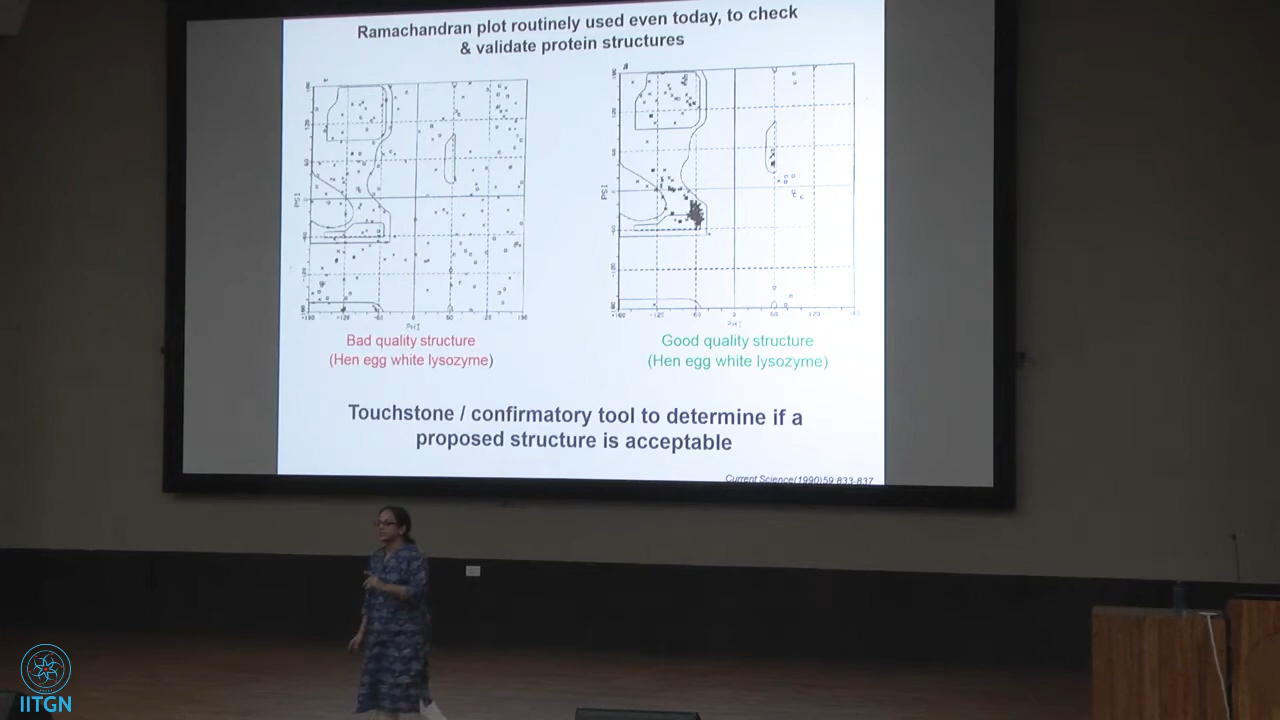 Ramachandran plot routinely used even today, to check
& validate protein structures
PSI
PHI
Bad quality structure
(Hen egg white lysozyme)
PSI
PHI
Good quality structure
(Hen egg white lysozyme)
Touchstone / confirmatory tool to determine if a
proposed structure is acceptable
Current Science(1990)59 833-837
IITGN